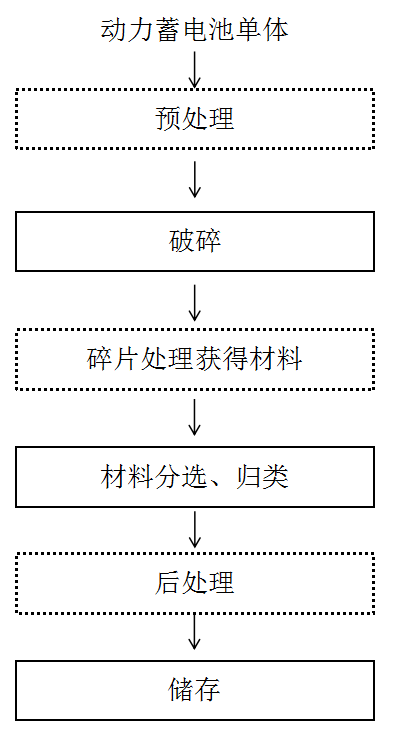 动力蓄电池单体
预处理
破碎
碎片处理获得材料
材料分选、归类
后处理
储存